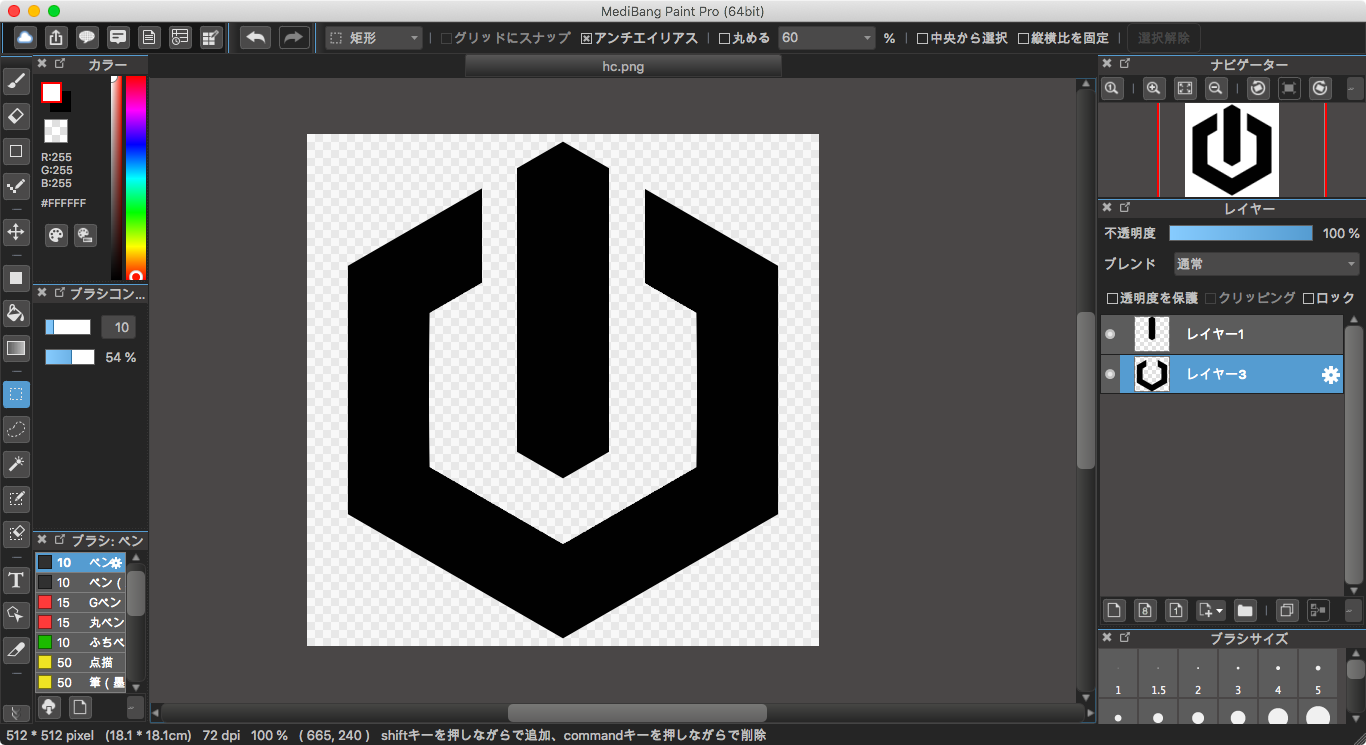 MediBang Paint Pro (64bit)
矩形 グリッドにスナップ アンチエイリアス 丸める 60 % 中央から選択 縦横比を固定 選択解除
hc.png
カラー
R:255
G:255
B:255
#FFFFFF
ブラシコン...
10
54 %
ブラシ: ペン
10 ペン
10 ペン (
15 Gペン
15 丸ペン
10 ふちペ
50 点描
50 筆 ( 墨
ナビゲーター
レイヤー
不透明度 100 %
ブレンド 通常
透明度を保護 クリッピング ロック
レイヤー1
レイヤー3
ブラシサイズ
1 1.5 2 3 4 5
512 * 512 pixel (18.1 * 18.1cm) 72 dpi 100 % ( 665, 240 ) shiftキーを押しながらで追加、commandキーを押しながらで削除